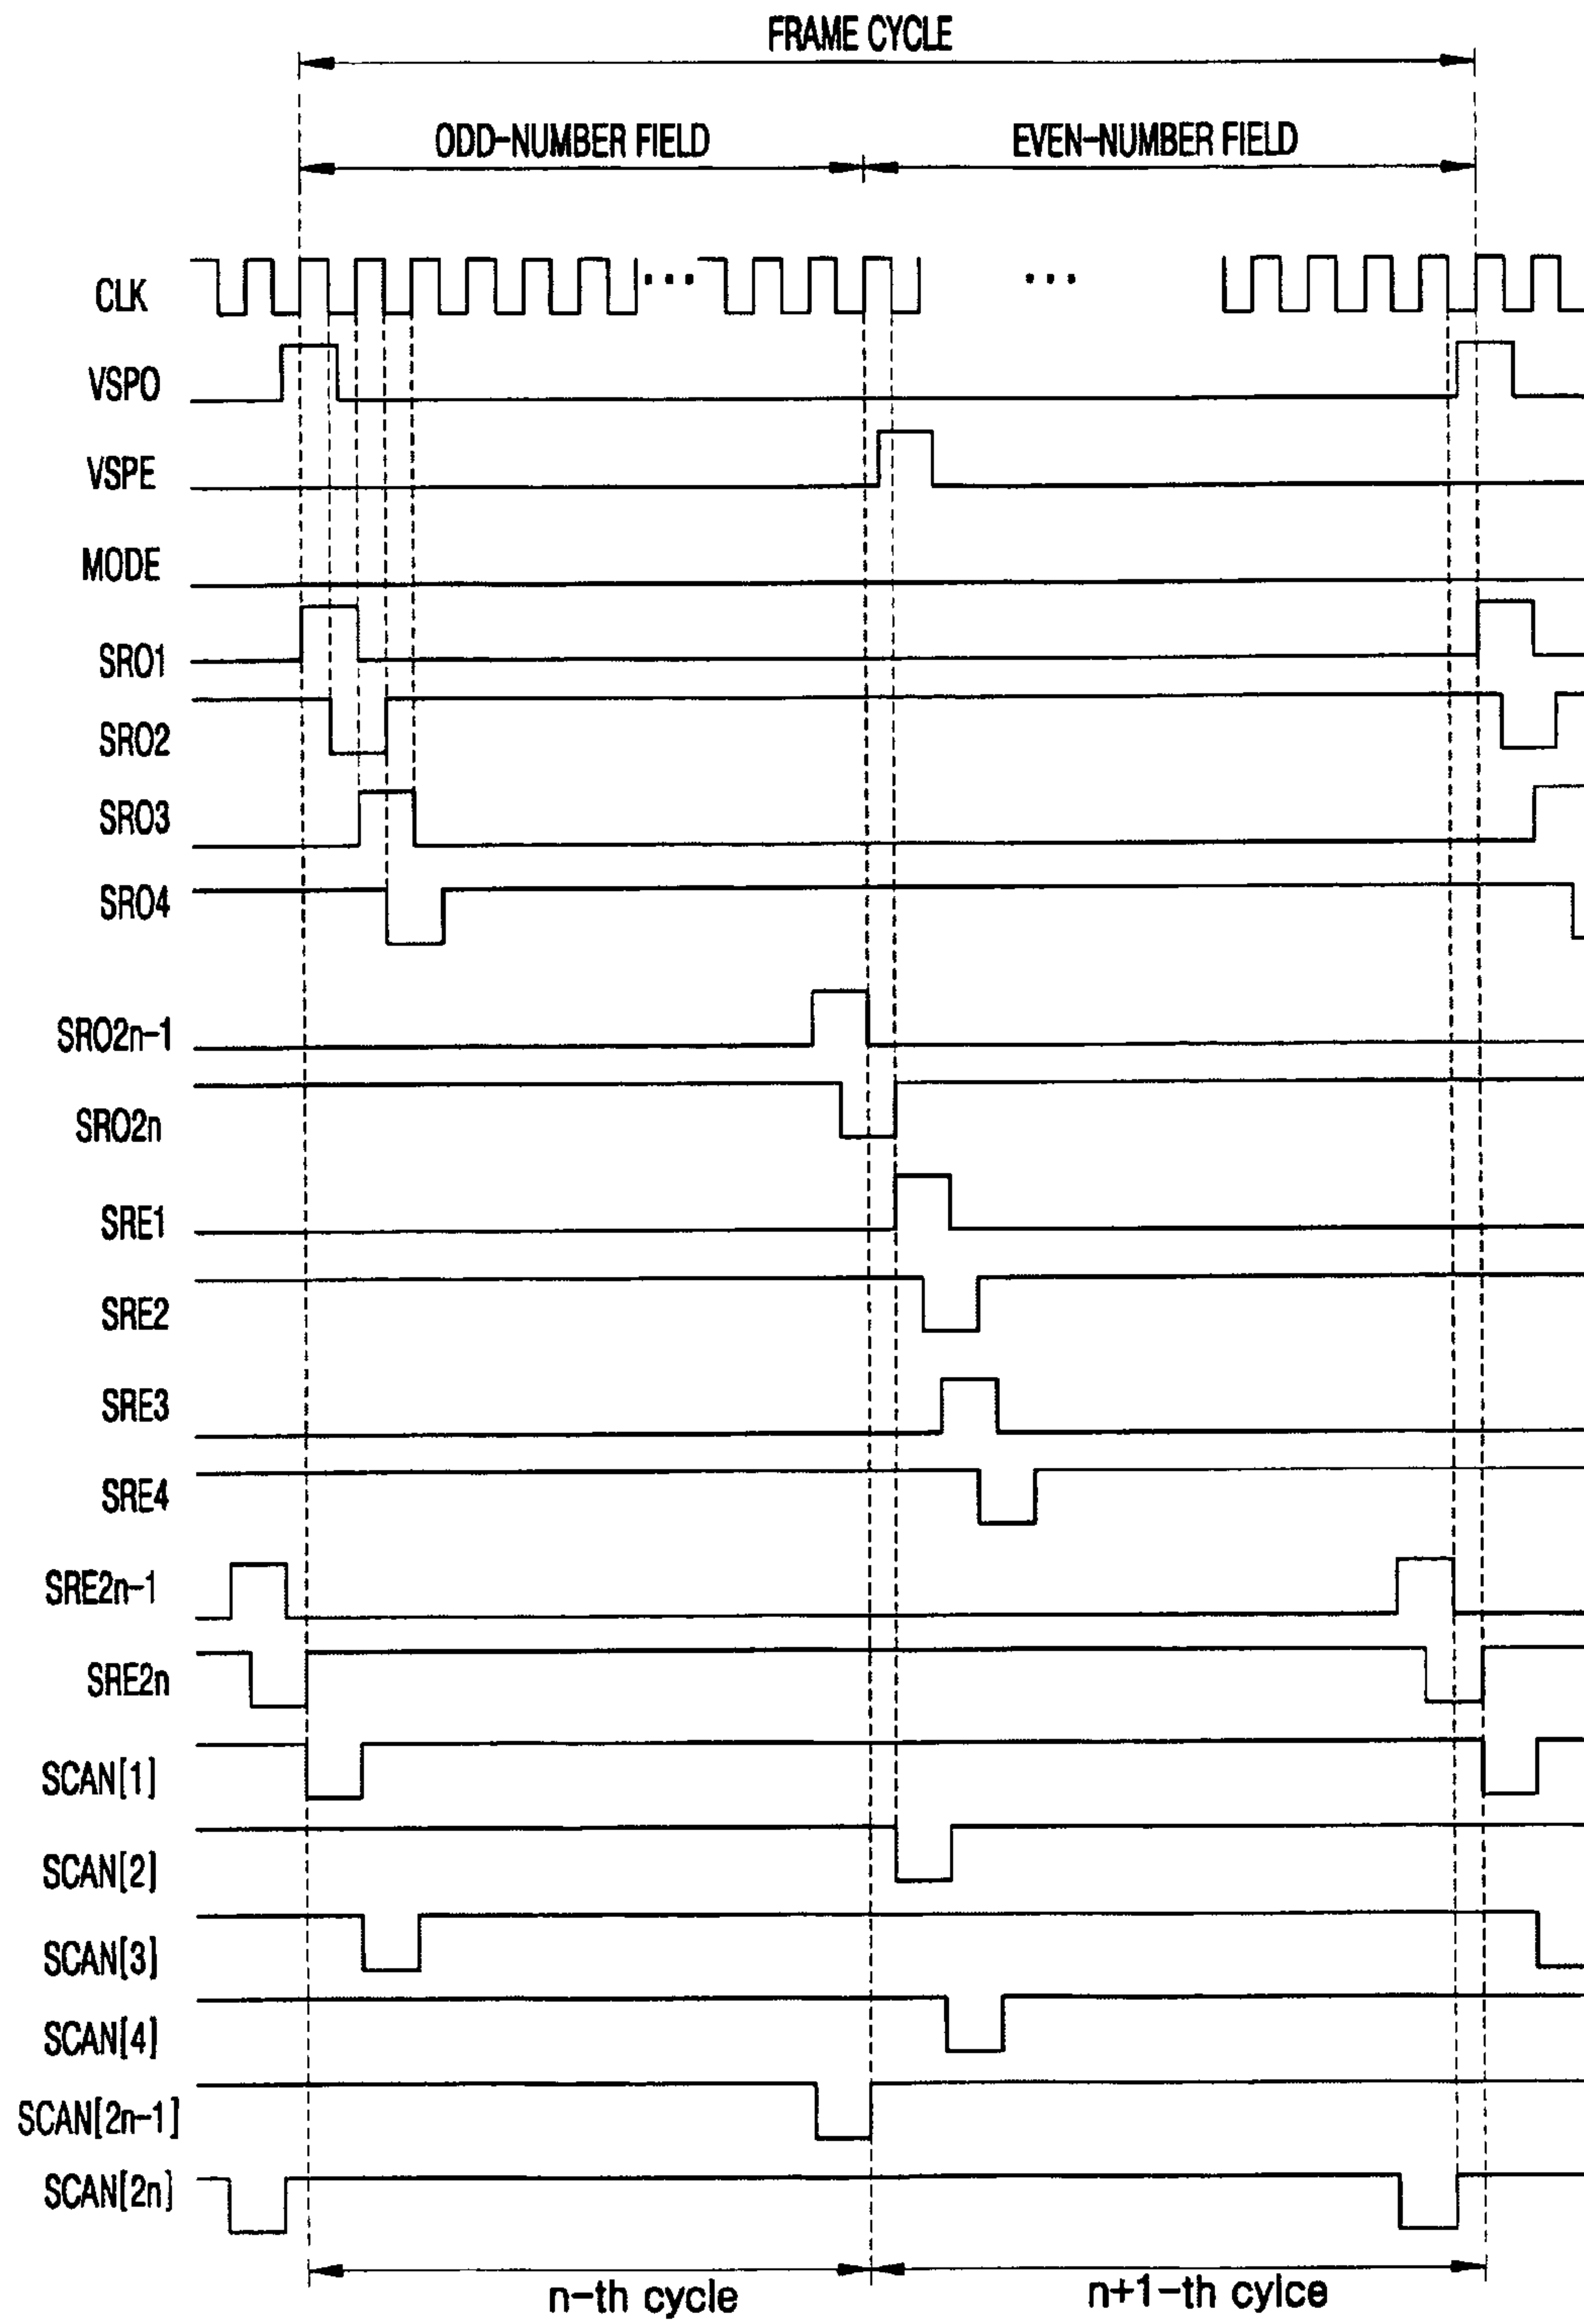 FRAME CYCLE
ODD-NUMBER FIELD
EVEN-NUMBER FIELD
CLK
...
...
VSPO
VSPE
MODE
SRO1
SRO2
SRO3
SRO4
SRO2n-1
SRO2n
SRE1
SRE2
SRE3
SRE4
SRE2n-1
SRE2n
SCAN[1]
SCAN[2]
SCAN[3]
SCAN[4]
SCAN[2n-1]
SCAN[2n]
n-th cycle
n+1-th cylce